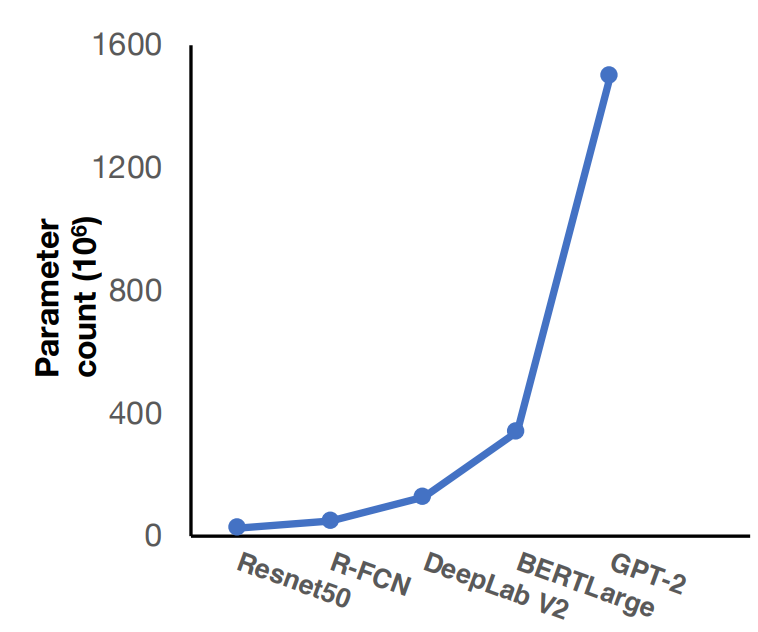 1600
1200
800
400
0
Parameter
count (10⁶)
Resnet50
R-FCN
DeepLab V2
BERTLarge
GPT-2